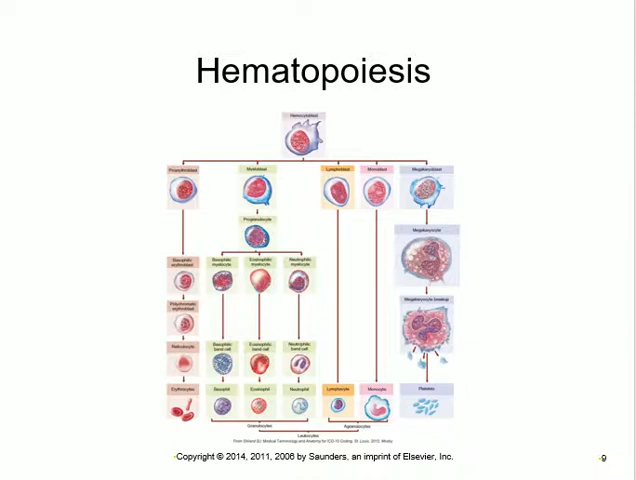 Hematopoiesis
Hemocytoblast
Proerythroblast
Myeloblast
Lymphoblast
Monoblast
Megakaryoblast
Progranulocyte
Megakaryocyte
Basophilic
erythroblast
Basophilic
myelocyte
Eosinophilic
myelocyte
Neutrophilic
myelocyte
Polychromatic
erythroblast
Megakaryocyte breakup
Reticulocyte
Basophilic
band cell
Eosinophilic
band cell
Neutrophilic
band cell
Erythrocytes
Basophil
Eosinophil
Neutrophil
Lymphocyte
Monocyte
Platelets
Granulocytes
Agranulocytes
Leukocytes
Copyright © 2014, 2011, 2006 by Saunders, an imprint of Elsevier, Inc.
9